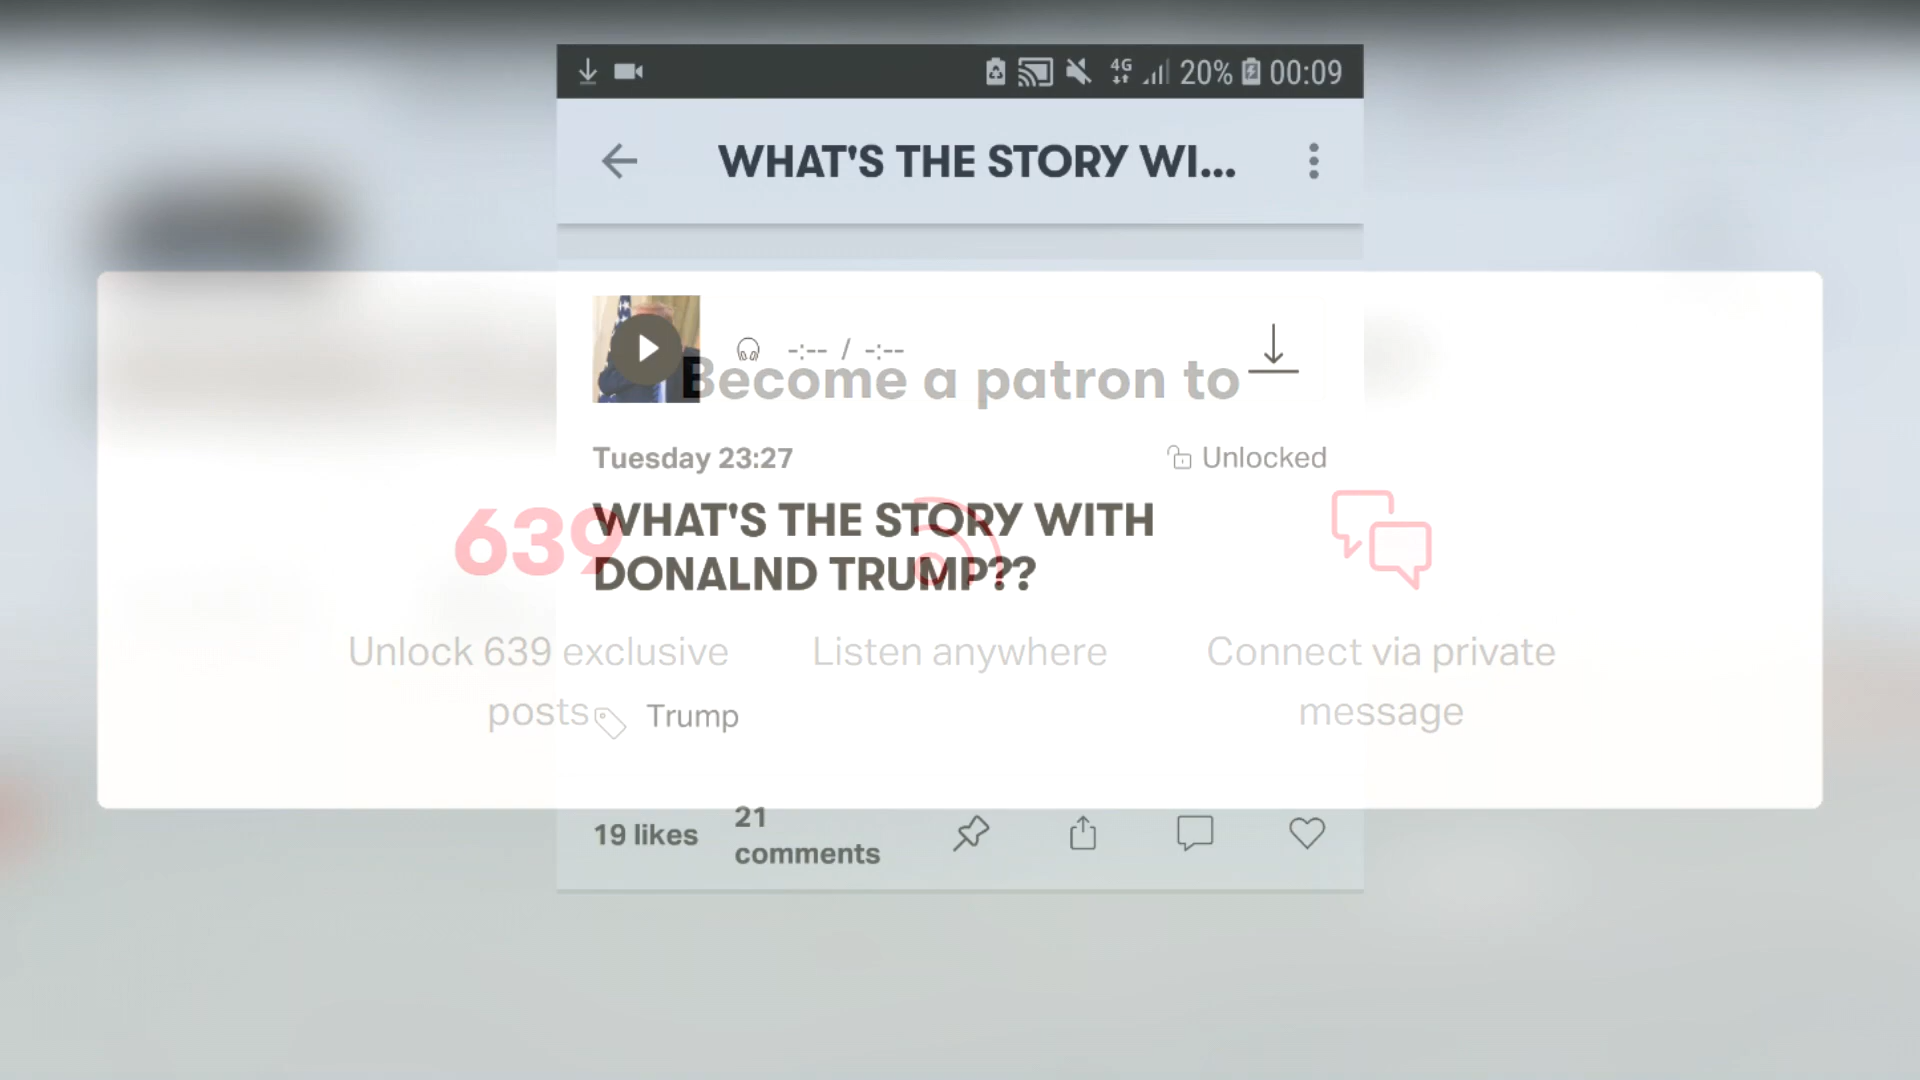 4G 20% 00:09
WHAT'S THE STORY WI...
-:-- / -:--
Become a patron to
Tuesday 23:27
Unlocked
WHAT'S THE STORY WITH
DONALND TRUMP??
639
Unlock 639 exclusive
posts
Listen anywhere
Connect via private
message
Trump
19 likes
21
comments